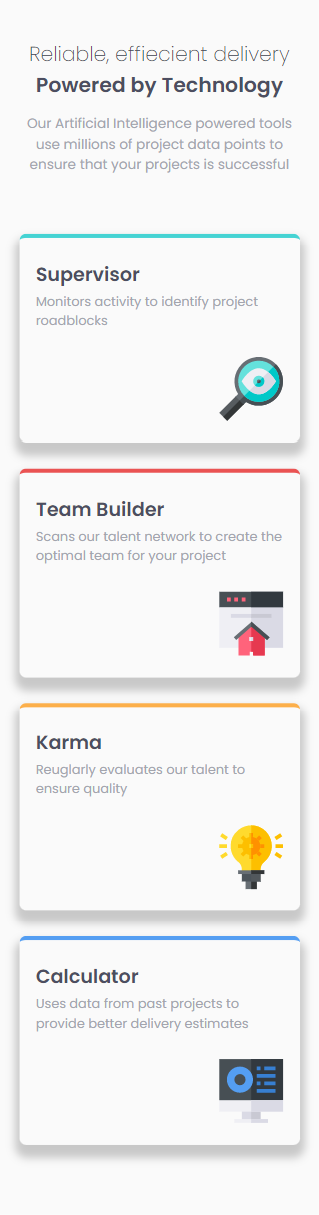 Reliable, effiecient delivery
Powered by Technology
Our Artificial Intelligence powered tools
use millions of project data points to
ensure that your projects is successful
Supervisor
Monitors activity to identify project
roadblocks
Team Builder
Scans our talent network to create the
optimal team for your project
Karma
Reuglarly evaluates our talent to
ensure quality
Calculator
Uses data from past projects to
provide better delivery estimates